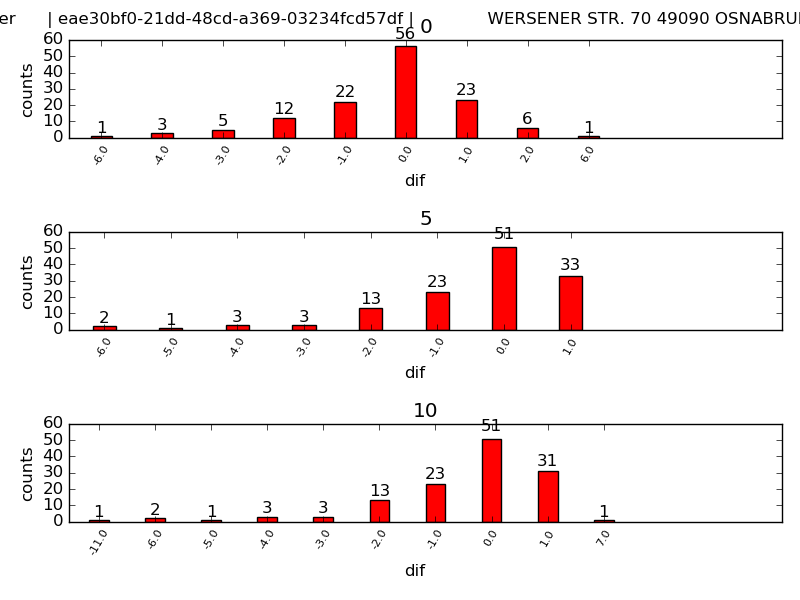 er | eae30bf0-21dd-48cd-a369-03234fcd57df | WERSENER STR. 70 49090 OSNABRU
0
60
50
40
30
20
10
0
counts
1 3 5 12 22 56 23 6 1
-6.0 -4.0 -3.0 -2.0 -1.0 0.0 1.0 2.0 6.0
dif
5
60
50
40
30
20
10
0
counts
2 1 3 3 13 23 51 33
-6.0 -5.0 -4.0 -3.0 -2.0 -1.0 0.0 1.0
dif
10
60
50
40
30
20
10
0
counts
1 2 1 3 3 13 23 51 31 1
-11.0 -6.0 -5.0 -4.0 -3.0 -2.0 -1.0 0.0 1.0 7.0
dif